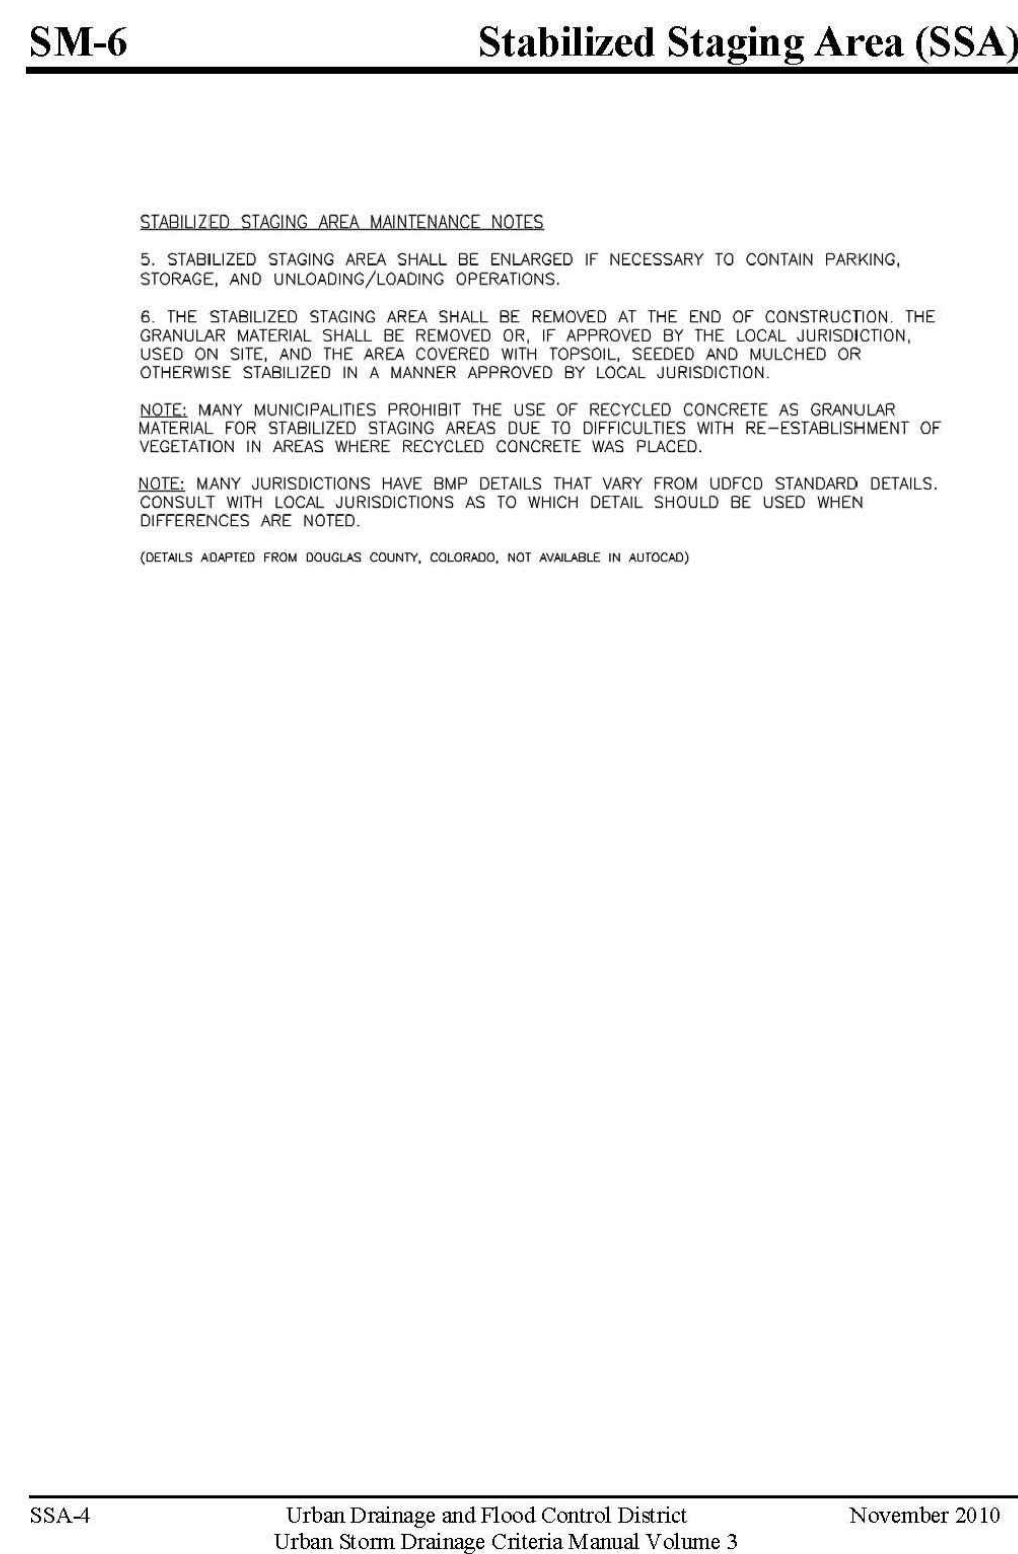 SM-6 Stabilized Staging Area (SSA)
STABILIZED STAGING AREA MAINTENANCE NOTES
5. STABILIZED STAGING AREA SHALL BE ENLARGED IF NECESSARY TO CONTAIN PARKING,
STORAGE, AND UNLOADING/LOADING OPERATIONS.
6. THE STABILIZED STAGING AREA SHALL BE REMOVED AT THE END OF CONSTRUCTION. THE
GRANULAR MATERIAL SHALL BE REMOVED OR, IF APPROVED BY THE LOCAL JURISDICTION,
USED ON SITE, AND THE AREA COVERED WITH TOPSOIL, SEEDED AND MULCHED OR
OTHERWISE STABILIZED IN A MANNER APPROVED BY LOCAL JURISDICTION.
NOTE: MANY MUNICIPALITIES PROHIBIT THE USE OF RECYCLED CONCRETE AS GRANULAR
MATERIAL FOR STABILIZED STAGING AREAS DUE TO DIFFICULTIES WITH RE-ESTABLISHMENT OF
VEGETATION IN AREAS WHERE RECYCLED CONCRETE WAS PLACED.
NOTE: MANY JURISDICTIONS HAVE BMP DETAILS THAT VARY FROM UDFCD STANDARD DETAILS.
CONSULT WITH LOCAL JURISDICTIONS AS TO WHICH DETAIL SHOULD BE USED WHEN
DIFFERENCES ARE NOTED.
(DETAILS ADAPTED FROM DOUGLAS COUNTY, COLORADO, NOT AVAILABLE IN AUTOCAD)
SSA-4 Urban Drainage and Flood Control District November 2010
Urban Storm Drainage Criteria Manual Volume 3